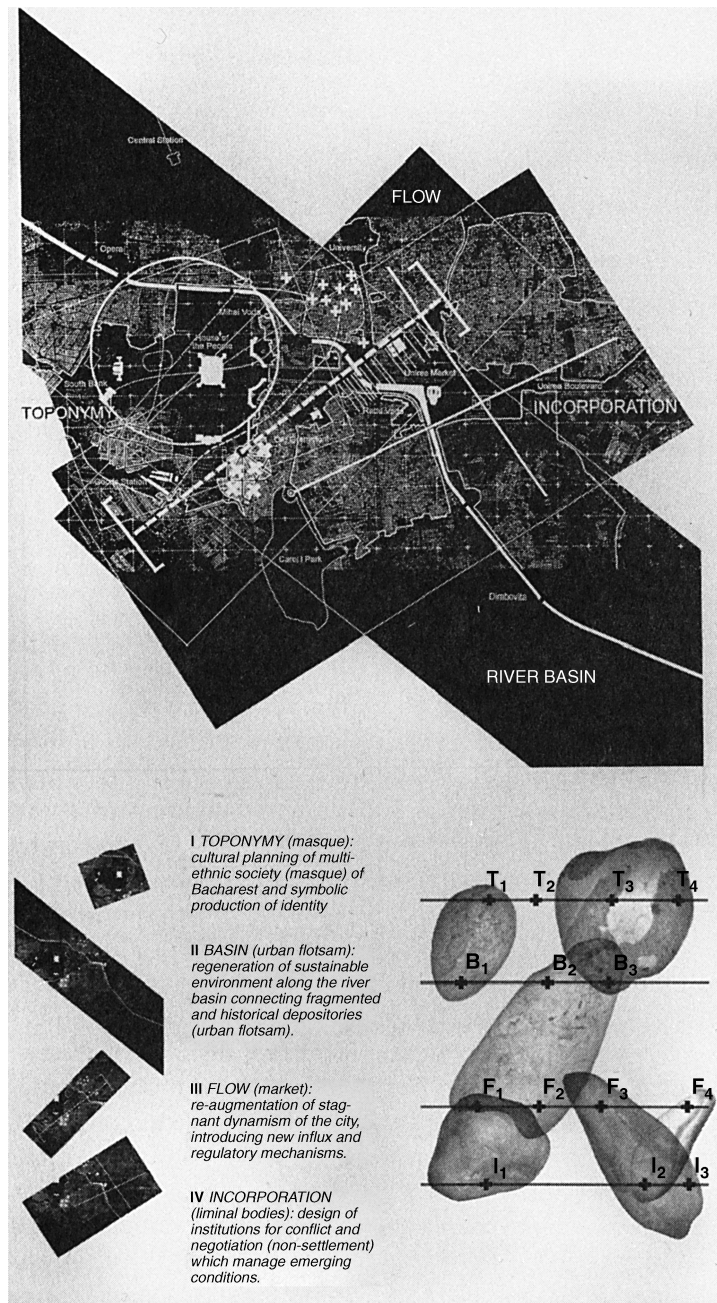 Central Station
FLOW
Opera
University
Mihai Voda
House of
the People
South Bank
Unirea Market
Unirea Boulevard
TOPONYMY
INCORPORATION
Goods Station
Carol I Park
Dimbovita
RIVER BASIN
I TOPONYMY (masque):
cultural planning of multi-
ethnic society (masque) of
Bacharest and symbolic
production of identity
II BASIN (urban flotsam):
regeneration of sustainable
environment along the river
basin connecting fragmented
and historical depositories
(urban flotsam).
III FLOW (market):
re-augmentation of stag-
nant dynamism of the city,
introducing new influx and
regulatory mechanisms.
IV INCORPORATION
(liminal bodies): design of
institutions for conflict and
negotiation (non-settlement)
which manage emerging
conditions.
T1 T2 T3 T4
B1 B2 B3
F1 F2 F3 F4
I1 I2 I3